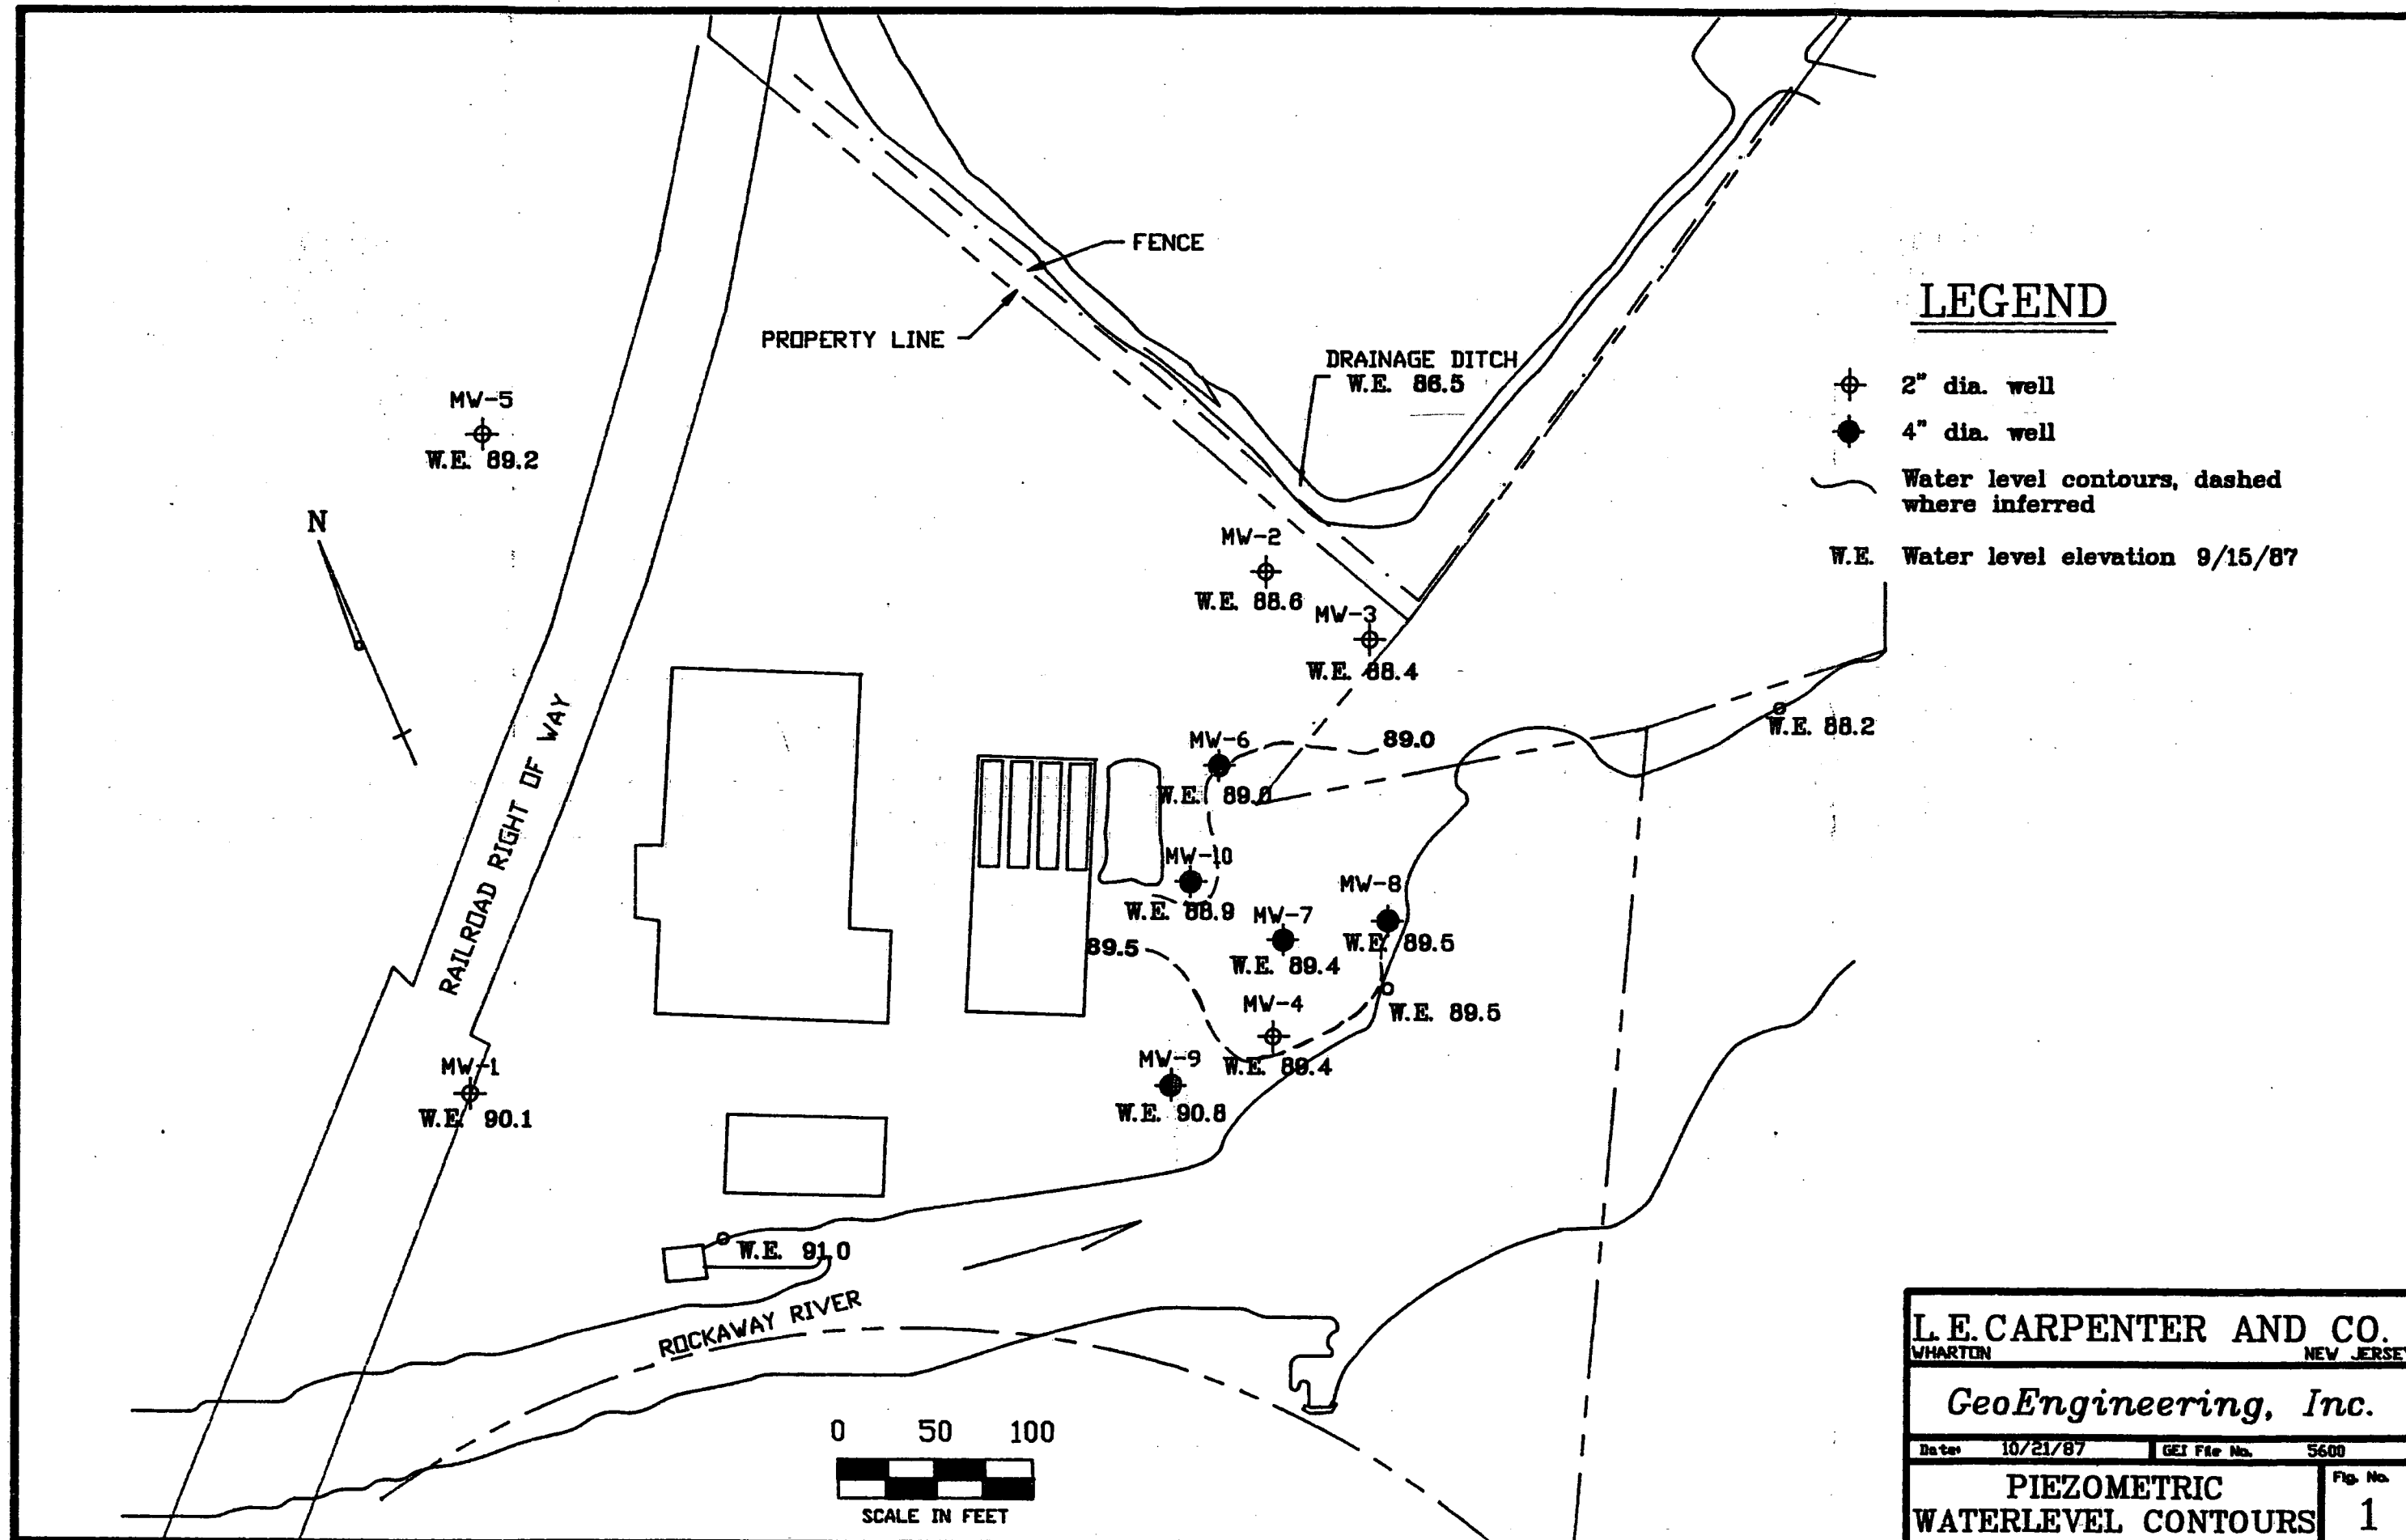 FENCE
PROPERTY LINE
DRAINAGE DITCH
W.E. 86.5
LEGEND
2" dia. well
4" dia. well
Water level contours, dashed
where inferred
W.E. Water level elevation 9/15/87
MW-5
W.E. 89.2
N
MW-2
W.E. 88.6
MW-3
W.E. 88.4
RAILROAD RIGHT OF WAY
MW-6
W.E. 89.0
89.0
W.E. 88.2
MW-10
W.E. 88.9
MW-7
W.E. 89.4
MW-8
W.E. 89.5
89.5
W.E. 89.5
MW-4
W.E. 89.4
MW-9
W.E. 90.8
MW-1
W.E. 90.1
W.E. 91.0
ROCKAWAY RIVER
0 50 100
SCALE IN FEET
L.E.CARPENTER AND CO.
WHARTON NEW JERSEY
GeoEngineering, Inc.
Date: 10/21/87 GEI File No. 5600
PIEZOMETRIC
WATERLEVEL CONTOURS
Fig. No.
1